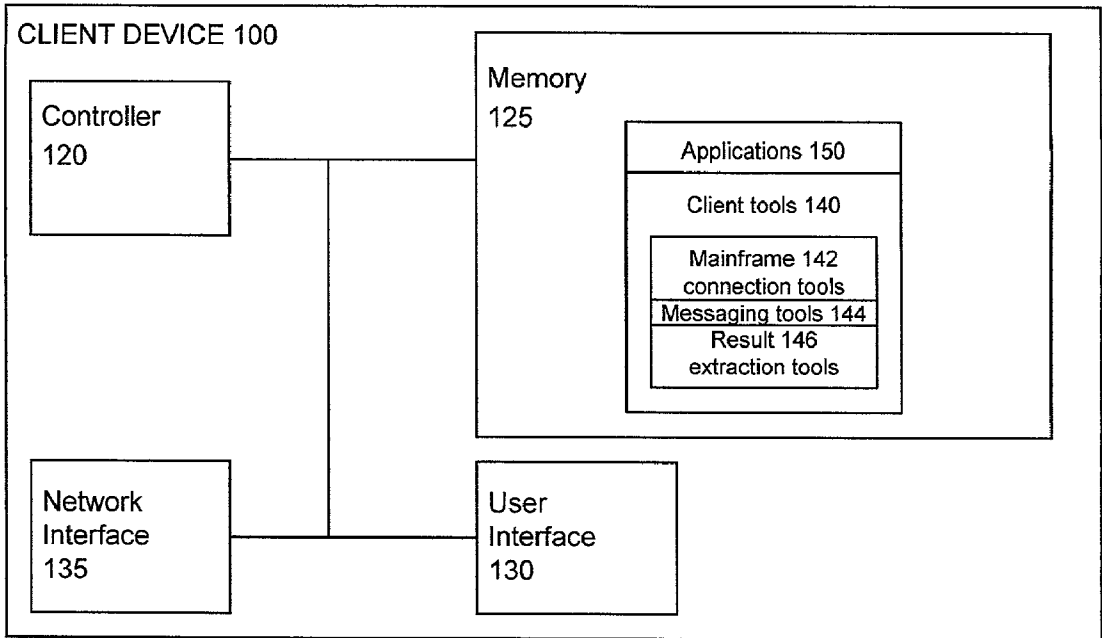 CLIENT DEVICE 100
Controller
120
Memory
125
Applications 150
Client tools 140
Mainframe 142
connection tools
Messaging tools 144
Result 146
extraction tools
Network
Interface
135
User
Interface
130